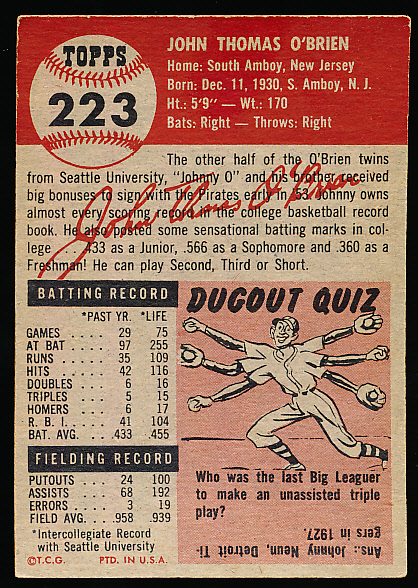 TOPPS
223
JOHN THOMAS O'BRIEN
Home: South Amboy, New Jersey
Born: Dec. 11, 1930, S. Amboy, N. J.
Ht.: 5'9" — Wt.: 170
Bats: Right — Throws: Right
The other half of the O'Brien twins
from Seattle University, "Johnny O" and his brother received
big bonuses to sign with the Pirates early in '53. Johnny owns
almost every scoring record in the college basketball record
book. He also posted some sensational batting marks in col-
lege .433 as a Junior, .566 as a Sophomore and .360 as a
Freshman! He can play Second, Third or Short.
John Thomas O'Brien
BATTING RECORD
*PAST YR. *LIFE
GAMES . . . . 29 75
AT BAT . . . . 97 255
RUNS . . . . 35 109
HITS . . . . 42 116
DOUBLES . . . 6 16
TRIPLES . . . . 5 15
HOMERS . . . . 6 17
R. B. I. . . . . 41 104
BAT. AVG. . . .433 .455
FIELDING RECORD
PUTOUTS . . . 24 100
ASSISTS . . . 68 192
ERRORS . . . . 3 19
FIELD AVG. . . .958 .939
*Intercollegiate Record
with Seattle University
©T.C.G. PTD. IN U.S.A.
DUGOUT QUIZ
Who was the last Big Leaguer
to make an unassisted triple
play?
Ans.: Johnny Neun, Detroit Ti-
gers in 1927.